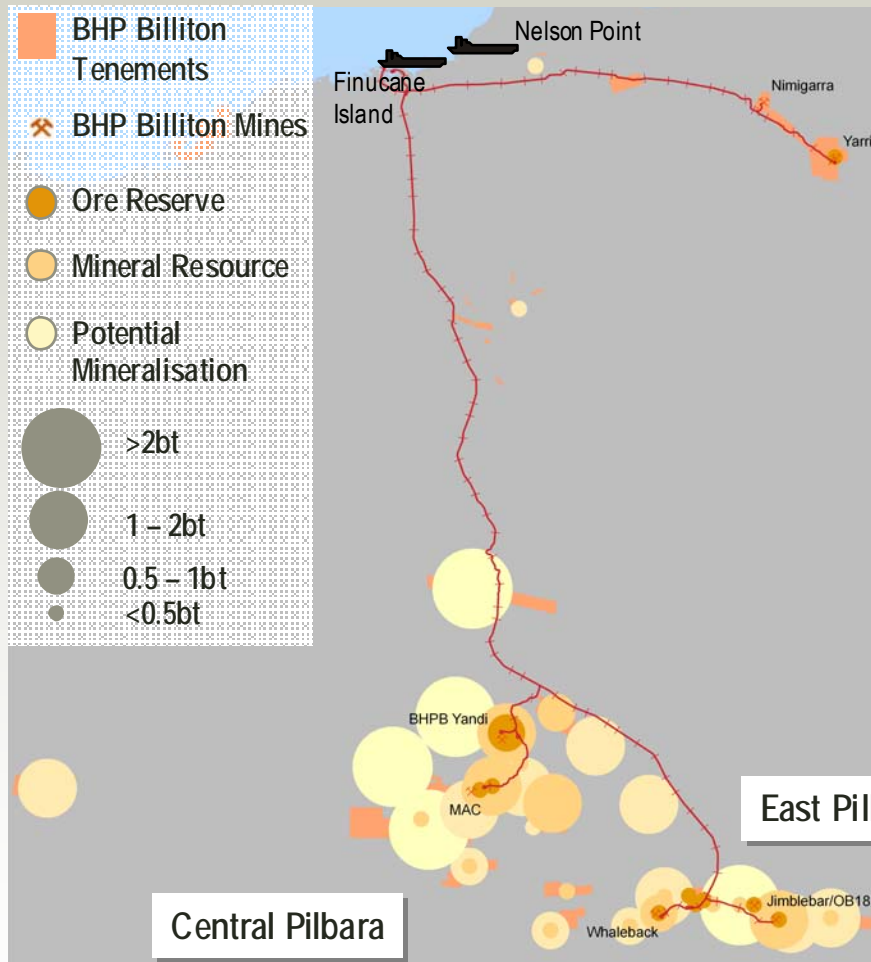 BHP Billiton
Tenements
BHP Billiton Mines
Ore Reserve
Mineral Resource
Potential
Mineralisation
>2bt
1 – 2bt
0.5 – 1bt
<0.5bt
Nelson Point
Finucane
Island
Nimigarra
Yarri
BHPB Yandi
MAC
East Pil
Jimblebar/OB18
Whaleback
Central Pilbara